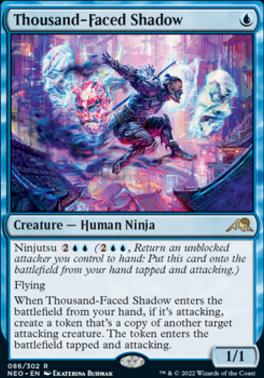 Thousand-Faced Shadow
Creature — Human Ninja
Ninjutsu 2 (2, Return an unblocked
attacker you control to hand: Put this card onto the
battlefield from your hand tapped and attacking.)
Flying
When Thousand-Faced Shadow enters the
battlefield from your hand, if it's attacking,
create a token that's a copy of another target
attacking creature. The token enters the
battlefield tapped and attacking.
1/1
086/302 R
NEO • EN Ekaterina Burmak
™ & © 2022 Wizards of the Coast